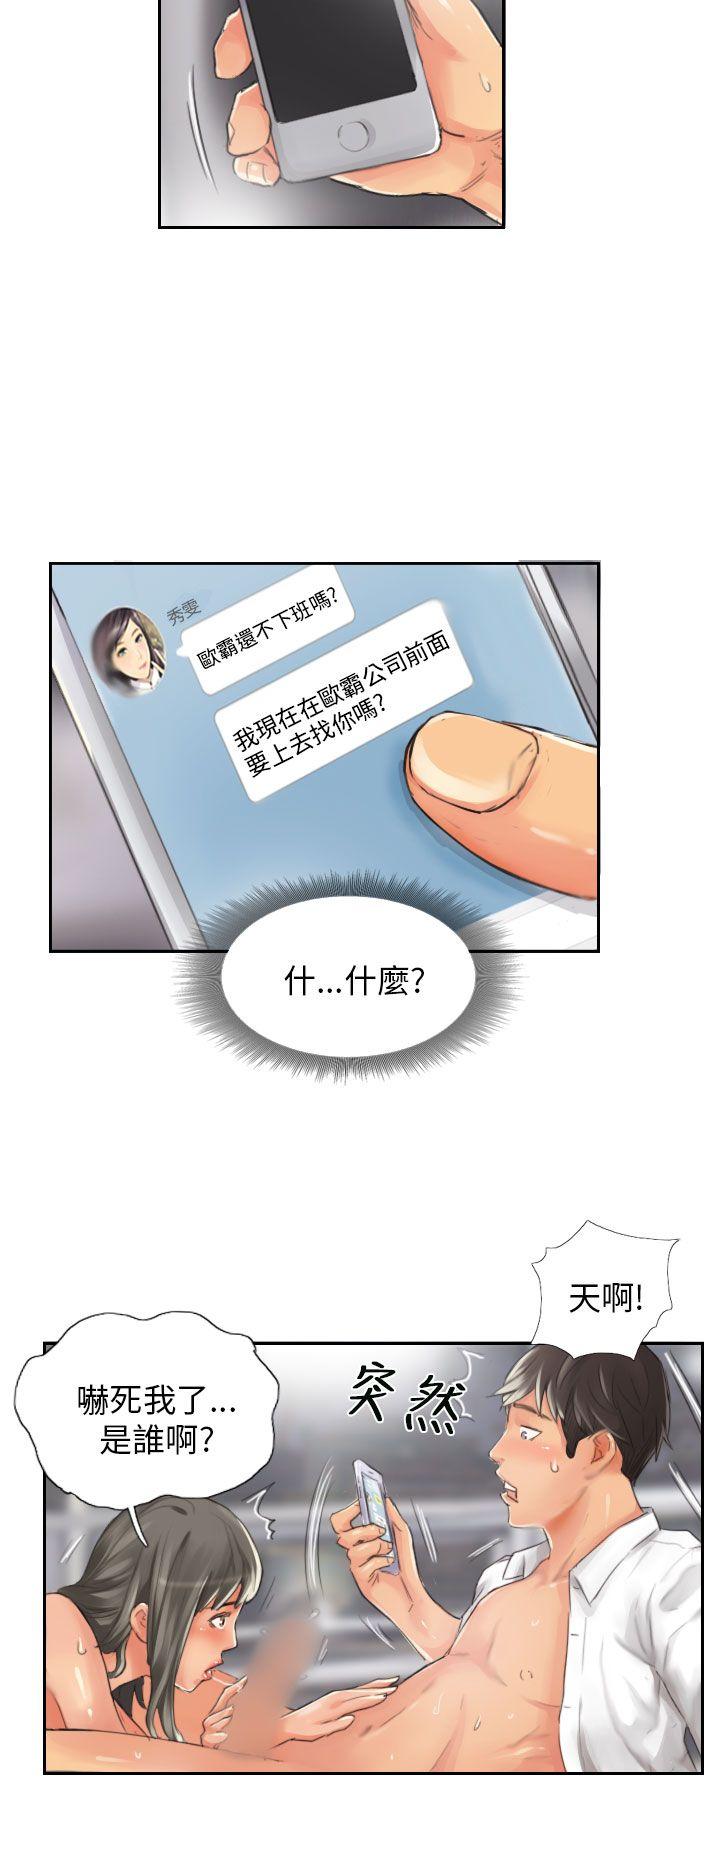 秀雯
歐霸還不下班嗎?
我現在在歐霸公司前面
要上去找你嗎?
什...什麼?
天啊!
突然
嚇死我了...
是誰啊?